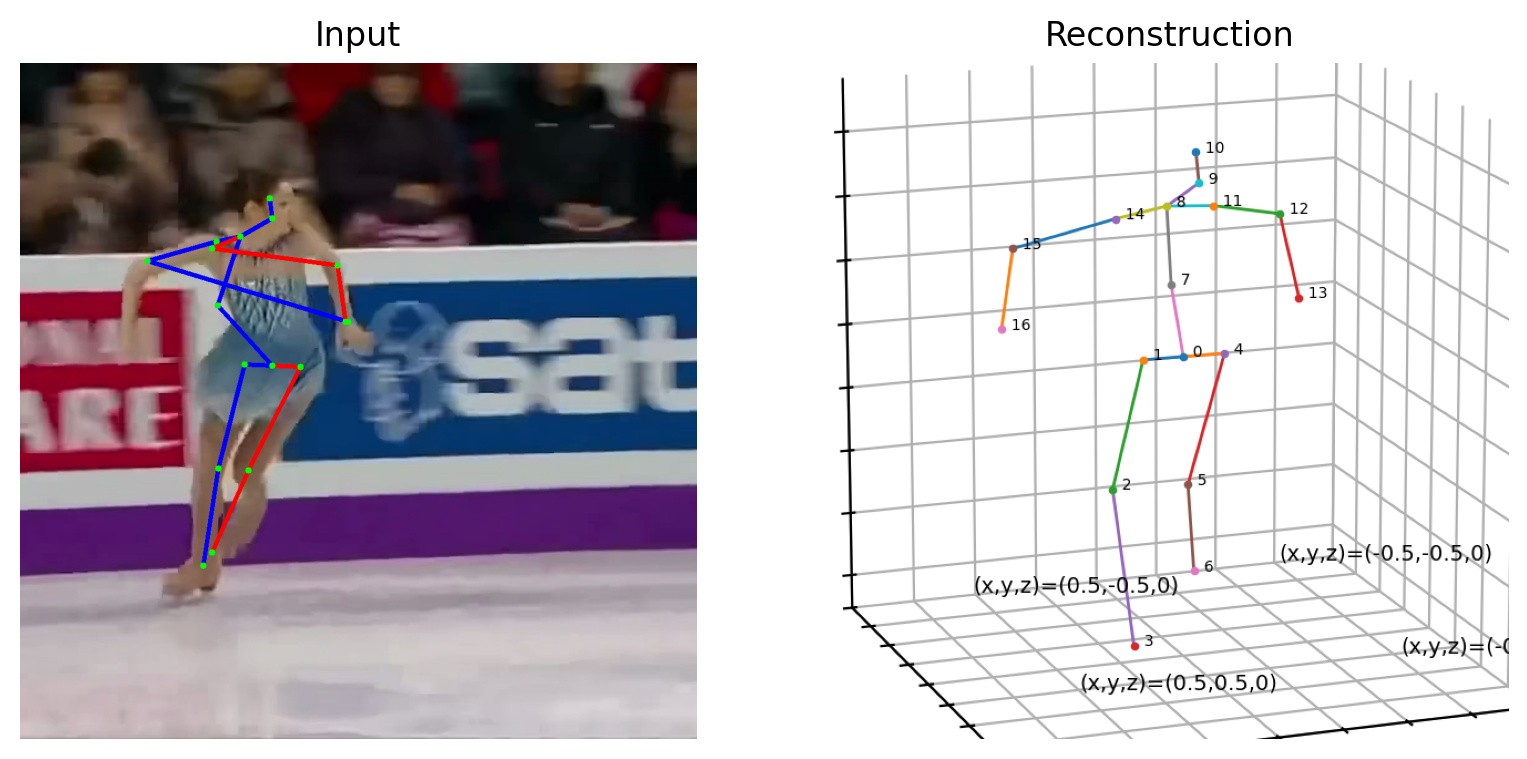 Input
Reconstruction
10
9
8
11
12
14
15
7
13
16
1
0
4
2
5
6
3
(x,y,z)=(-0.5,-0.5,0)
(x,y,z)=(0.5,-0.5,0)
(x,y,z)=(-0
(x,y,z)=(0.5,0.5,0)
ARE
sat